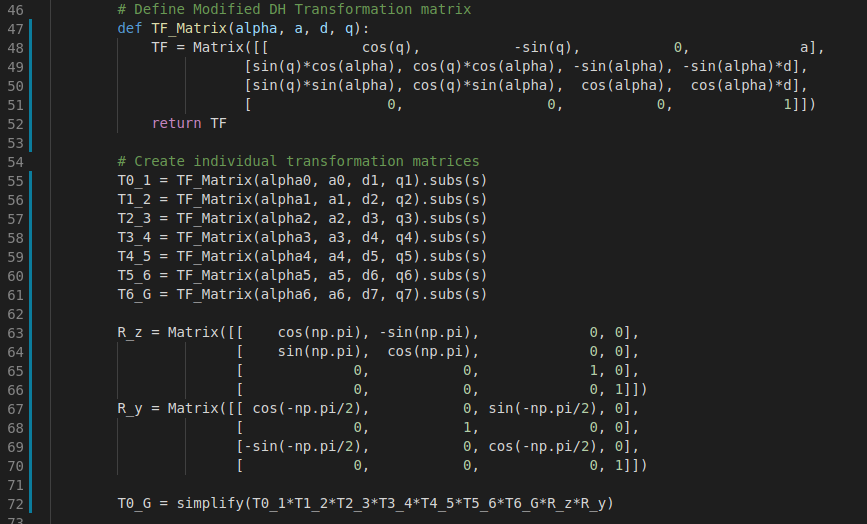 46 # Define Modified DH Transformation matrix
47 def TF_Matrix(alpha, a, d, q):
48     TF = Matrix([[            cos(q),           -sin(q),           0,             a],
49                [sin(q)*cos(alpha), cos(q)*cos(alpha), -sin(alpha), -sin(alpha)*d],
50                [sin(q)*sin(alpha), cos(q)*sin(alpha),  cos(alpha),  cos(alpha)*d],
51                [                0,                 0,           0,             1]])
52     return TF
53
54 # Create individual transformation matrices
55 T0_1 = TF_Matrix(alpha0, a0, d1, q1).subs(s)
56 T1_2 = TF_Matrix(alpha1, a1, d2, q2).subs(s)
57 T2_3 = TF_Matrix(alpha2, a2, d3, q3).subs(s)
58 T3_4 = TF_Matrix(alpha3, a3, d4, q4).subs(s)
59 T4_5 = TF_Matrix(alpha4, a4, d5, q5).subs(s)
60 T5_6 = TF_Matrix(alpha5, a5, d6, q6).subs(s)
61 T6_G = TF_Matrix(alpha6, a6, d7, q7).subs(s)
62
63 R_z = Matrix([[    cos(np.pi), -sin(np.pi),             0, 0],
64               [    sin(np.pi),  cos(np.pi),             0, 0],
65               [             0,           0,             1, 0],
66               [             0,           0,             0, 1]])
67 R_y = Matrix([[ cos(-np.pi/2),           0, sin(-np.pi/2), 0],
68               [             0,           1,             0, 0],
69               [-sin(-np.pi/2),           0, cos(-np.pi/2), 0],
70               [             0,           0,             0, 1]])
71
72 T0_G = simplify(T0_1*T1_2*T2_3*T3_4*T4_5*T5_6*T6_G*R_z*R_y)
73